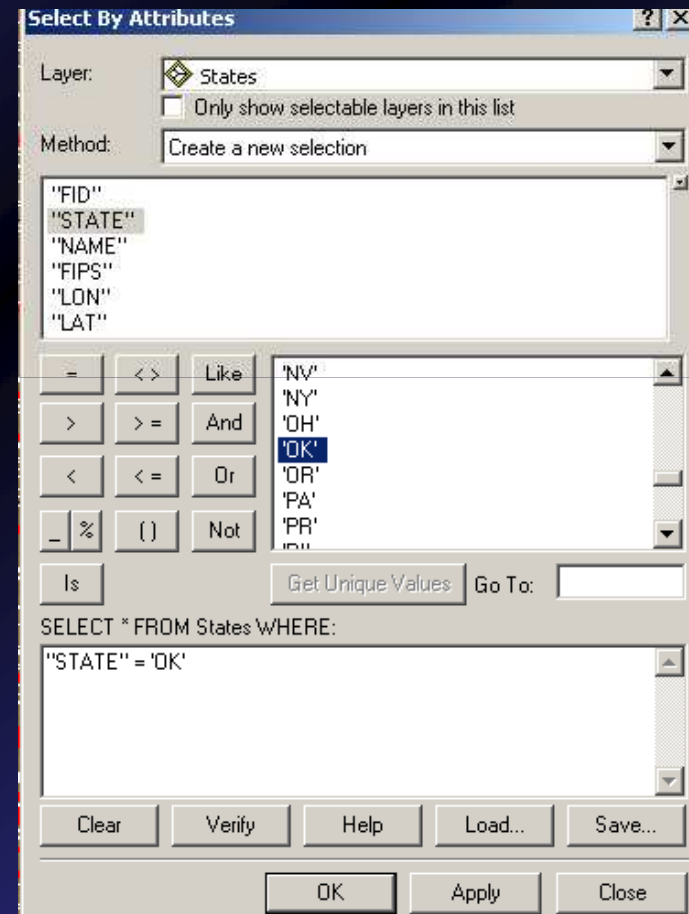 Select By Attributes ? X
Layer: States
Only show selectable layers in this list
Method: Create a new selection
"FID"
"STATE"
"NAME"
"FIPS"
"LON"
"LAT"
= < > Like
> > = And
< < = Or
_ % ( ) Not
Is
'NV'
'NY'
'OH'
'OK'
'OR'
'PA'
'PR'
Get Unique Values Go To:
SELECT * FROM States WHERE:
"STATE" = 'OK'
Clear Verify Help Load... Save...
OK Apply Close